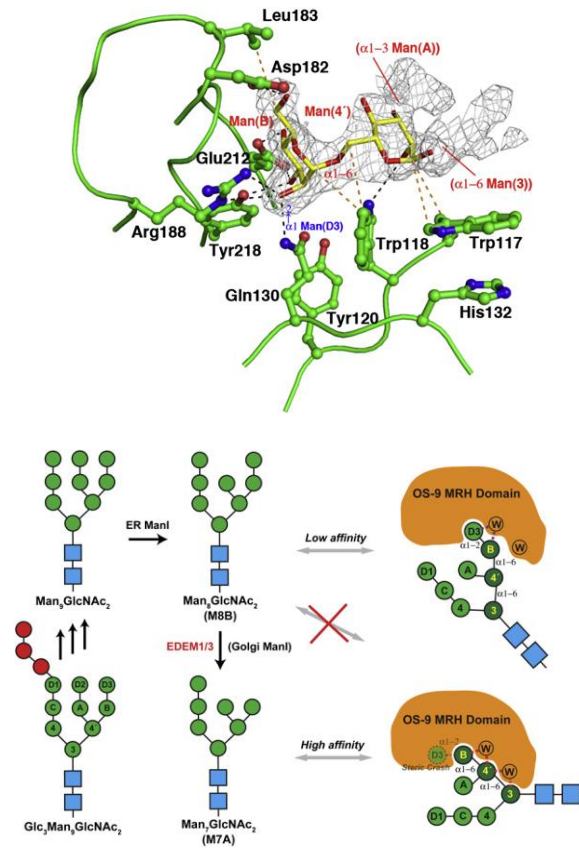 Leu183
Asp182
(α1–3 Man(A))
Man(B)
Man(4´)
Glu212
α1–6
(α1–6 Man(3))
2
α1 Man(D3)
Arg188
Tyr218
Trp118
Trp117
Gln130
Tyr120
His132
OS-9 MRH Domain
ER ManI
Low affinity
D3
W
α1–2
B
W
α1–6
A
4´
D1
α1–6
C
4
3
Man₉GlcNAc₂
Man₈GlcNAc₂
(M8B)
EDEM1/3
(Golgi ManI)
D1
D2
D3
C
A
B
4
4´
3
High affinity
OS-9 MRH Domain
α1–2
D3
B
W
Steric Crash
α1–6
4´
W
A
α1–6
3
D1
C
4
Glc₃Man₉GlcNAc₂
Man₇GlcNAc₂
(M7A)